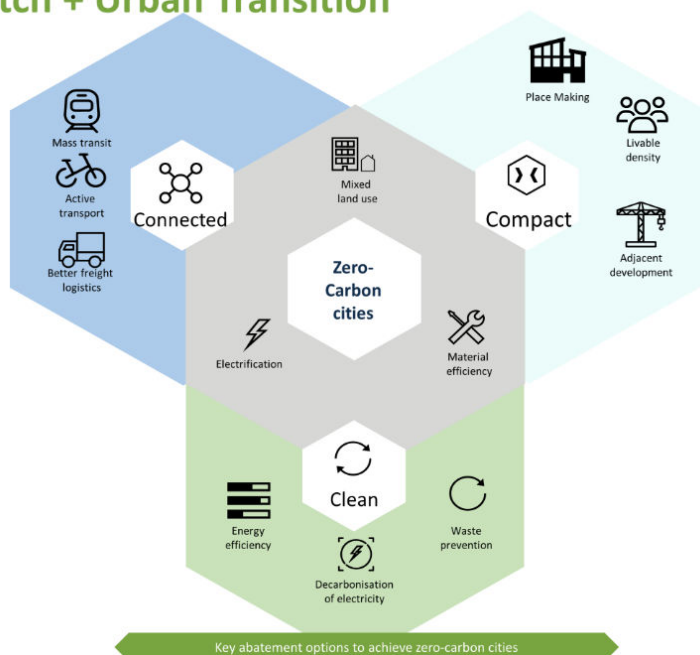 + Urban Transition
Place Making
Mass transit
Livable
density
Active
transport
Mixed
land use
Connected
Compact
Better freight
logistics
Adjacent
development
Zero-
Carbon
cities
Electrification
Material
efficiency
Clean
Energy
efficiency
Waste
prevention
Decarbonisation
of electricity
Key abatement options to achieve zero-carbon cities